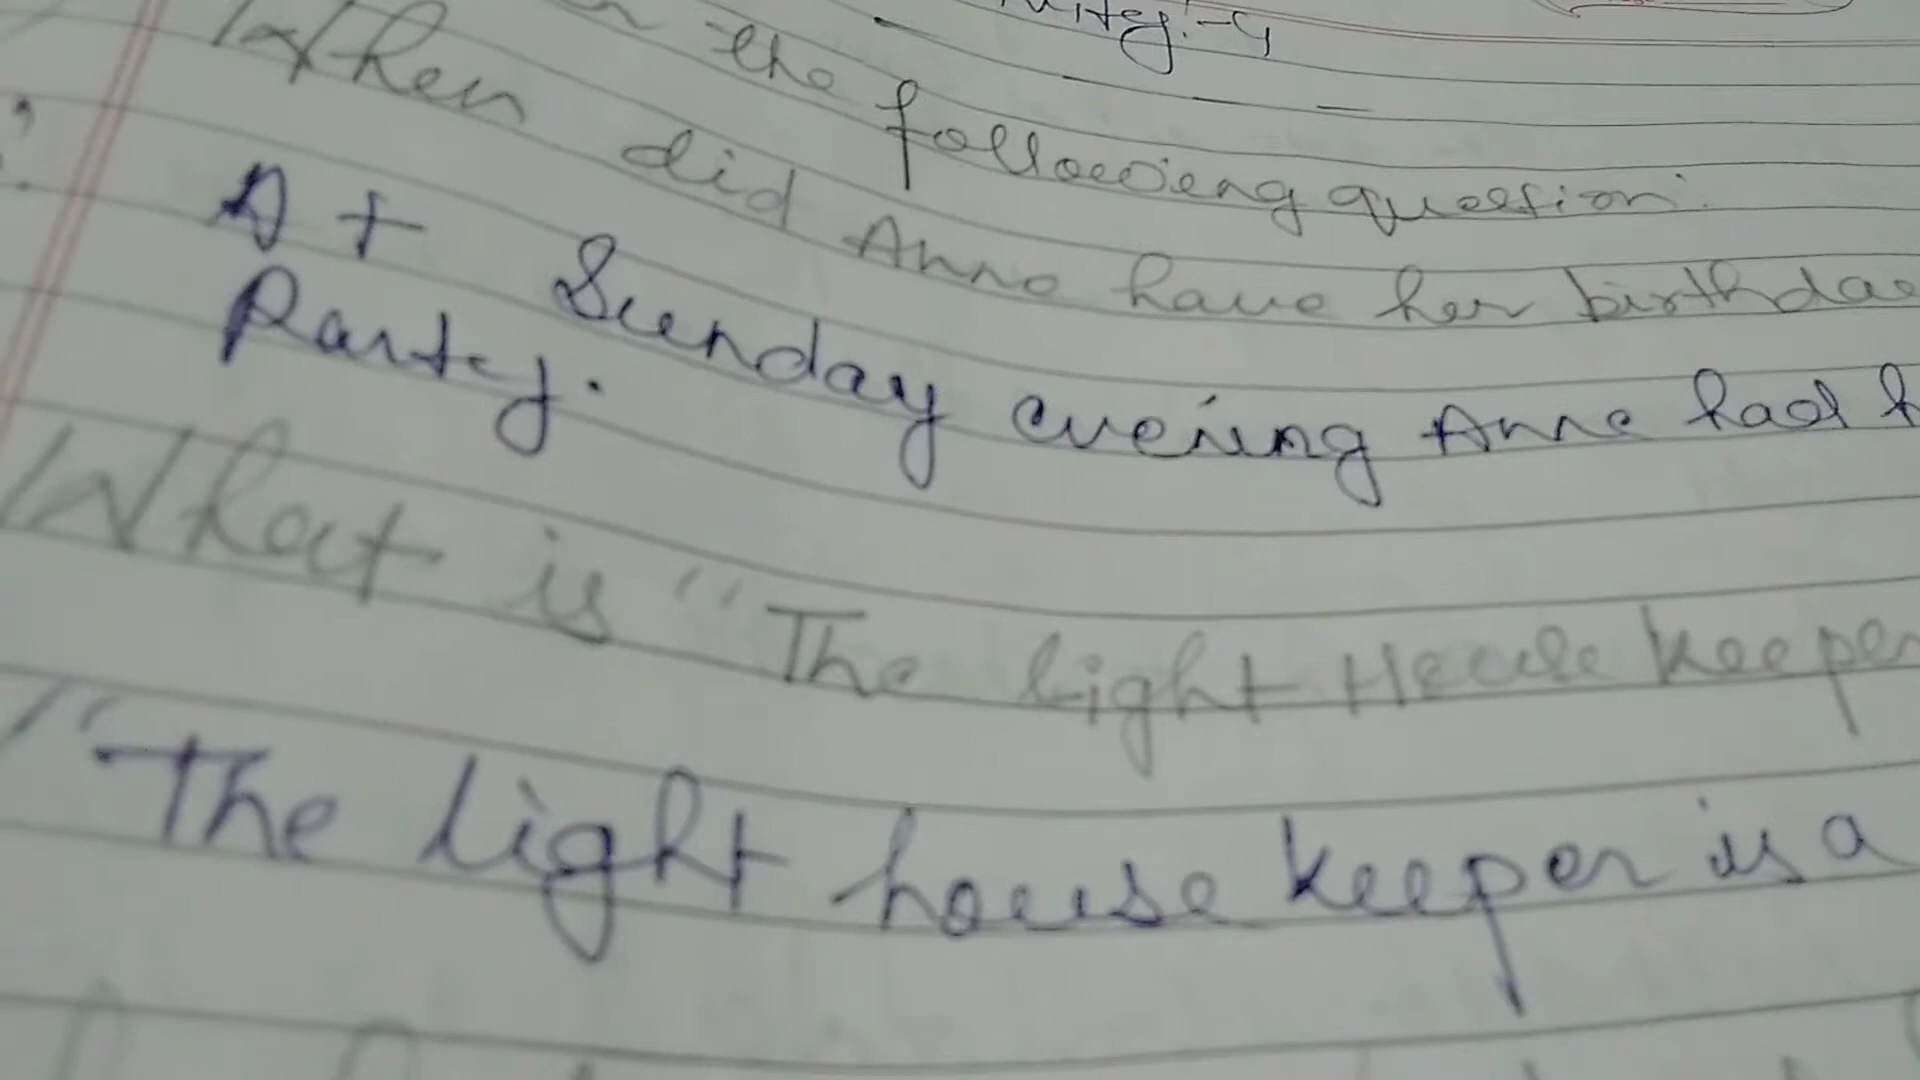 the following question:
When did Anne have her birthday
At Sunday evening Anne had
Party.
What is "The light House keeper
"The light house keeper is a